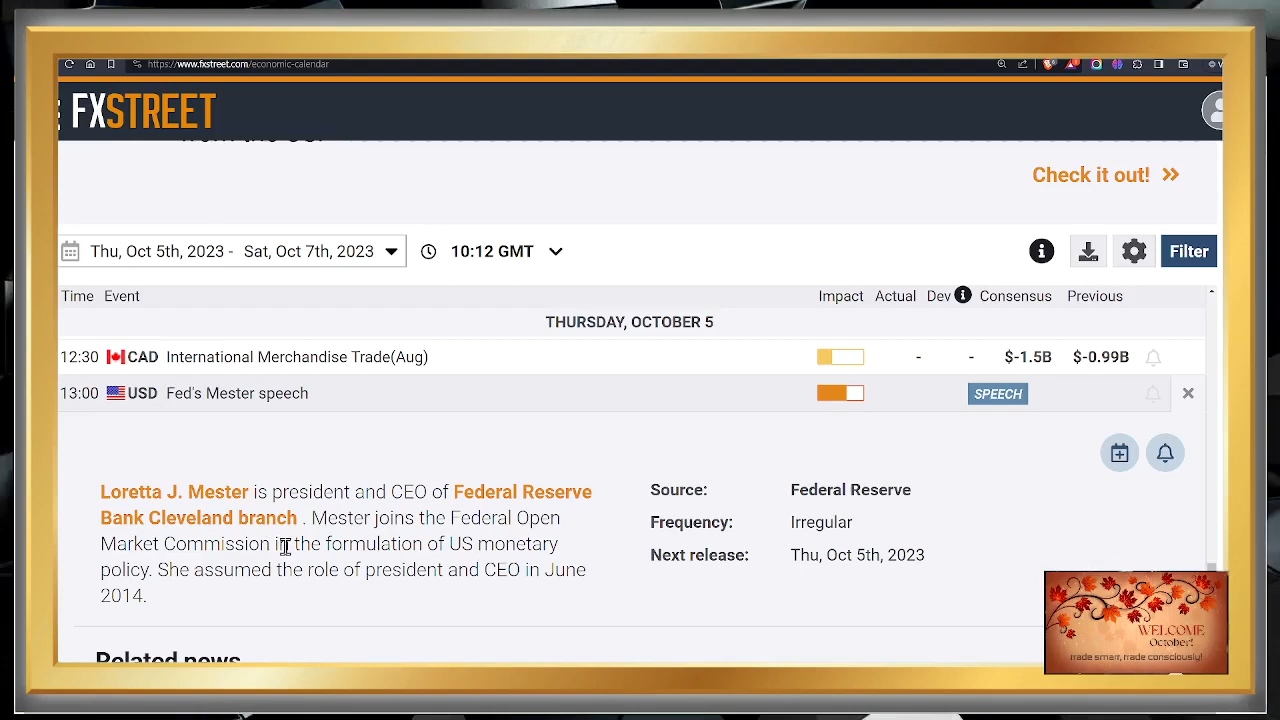 https://www.fxstreet.com/economic-calendar
FXSTREET
Check it out!
Thu, Oct 5th, 2023 - Sat, Oct 7th, 2023 10:12 GMT Filter
Time Event Impact Actual Dev Consensus Previous
THURSDAY, OCTOBER 5
12:30 CAD International Merchandise Trade(Aug) - - $-1.5B $-0.99B
13:00 USD Fed's Mester speech SPEECH
Loretta J. Mester is president and CEO of Federal Reserve
Bank Cleveland branch . Mester joins the Federal Open
Market Commission in the formulation of US monetary
policy. She assumed the role of president and CEO in June
2014.
Source: Federal Reserve
Frequency: Irregular
Next release: Thu, Oct 5th, 2023
Related news
WELCOME
October!
trade smart, trade consciously!